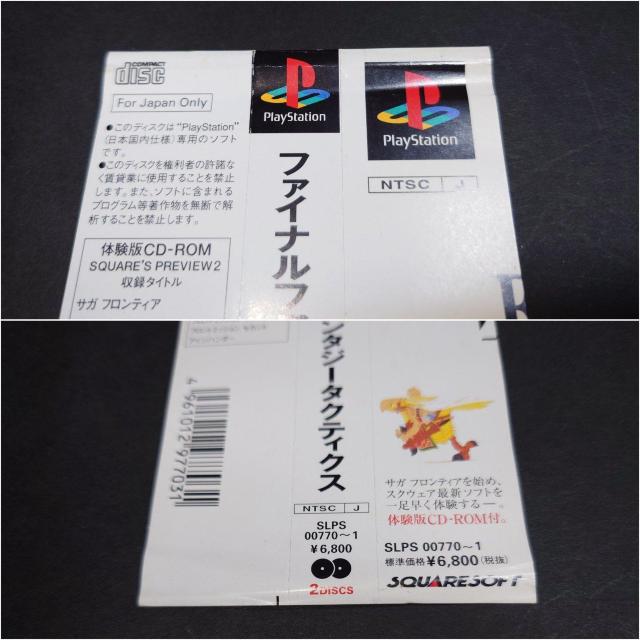 COMPACT
disc
For Japan Only
●このディスクは"PlayStation"
(日本国内仕様)専用のソフト
です。
●このディスクを権利者の許諾な
く賃貸業に使用することを禁止
します。また、ソフトに含まれる
プログラム等著作物を無断で解
析することを禁止します。
体験版CD-ROM
SQUARE'S PREVIEW2
収録タイトル
サガ フロンティア
PlayStation
ファイナルフ
PlayStation
NTSC J
4961012977031
ンタジータクティクス
NTSC J
SLPS
00770〜1
¥6,800
2DISCS
サガ フロンティアを始め、
スクウェア最新ソフトを
一足早く体験する—。
体験版CD-ROM付。
SLPS 00770〜1
標準価格¥6,800(税抜)
SQUARESOFT